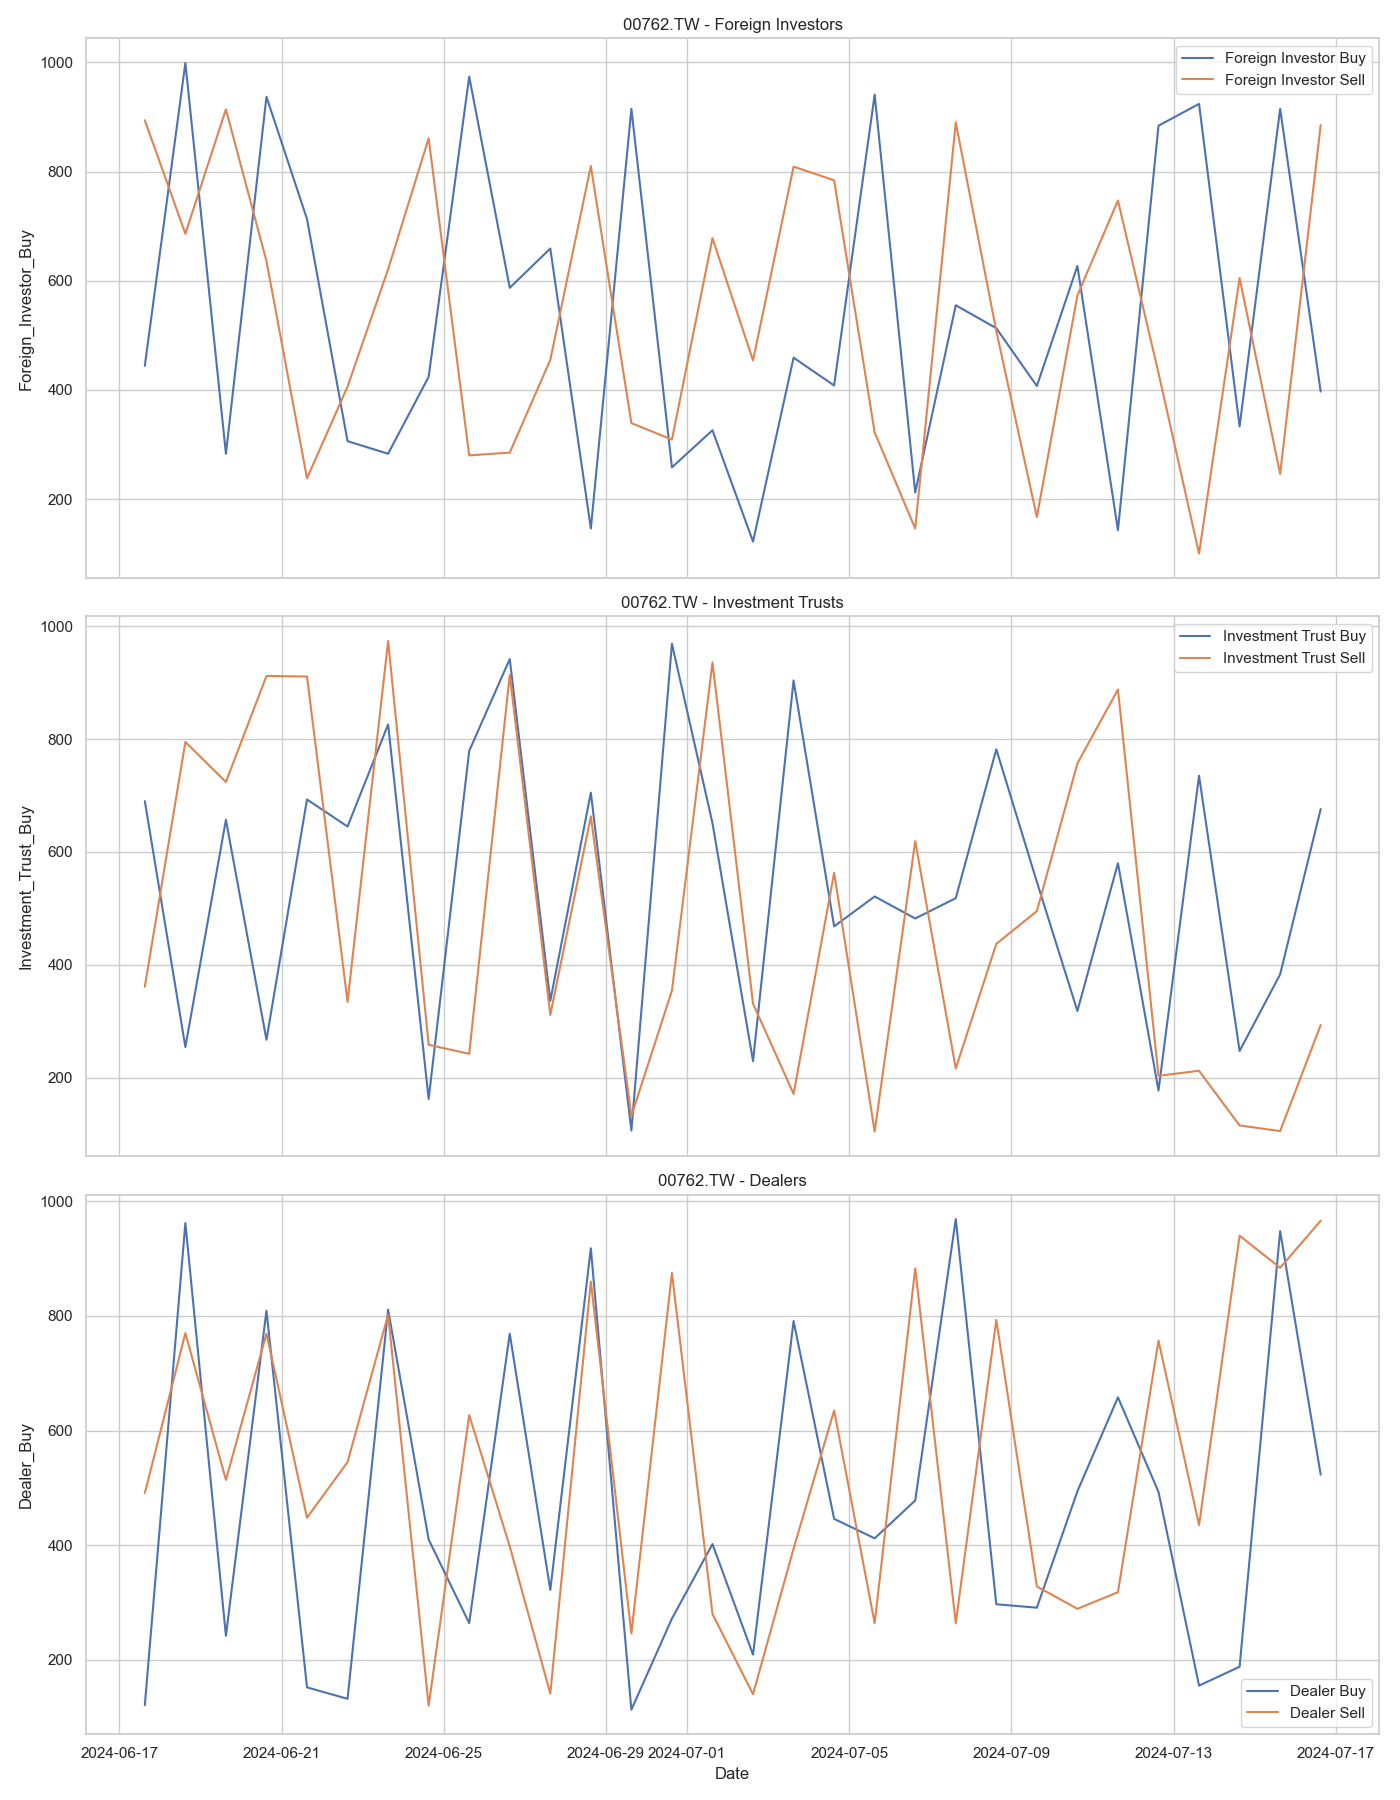 00762.TW - Foreign Investors
Foreign Investor Buy
Foreign Investor Sell
Foreign_Investor_Buy
1000
800
600
400
200
00762.TW - Investment Trusts
Investment Trust Buy
Investment Trust Sell
Investment_Trust_Buy
1000
800
600
400
200
00762.TW - Dealers
Dealer Buy
Dealer Sell
Dealer_Buy
1000
800
600
400
200
2024-06-17 2024-06-21 2024-06-25 2024-06-29 2024-07-01 2024-07-05 2024-07-09 2024-07-13 2024-07-17
Date